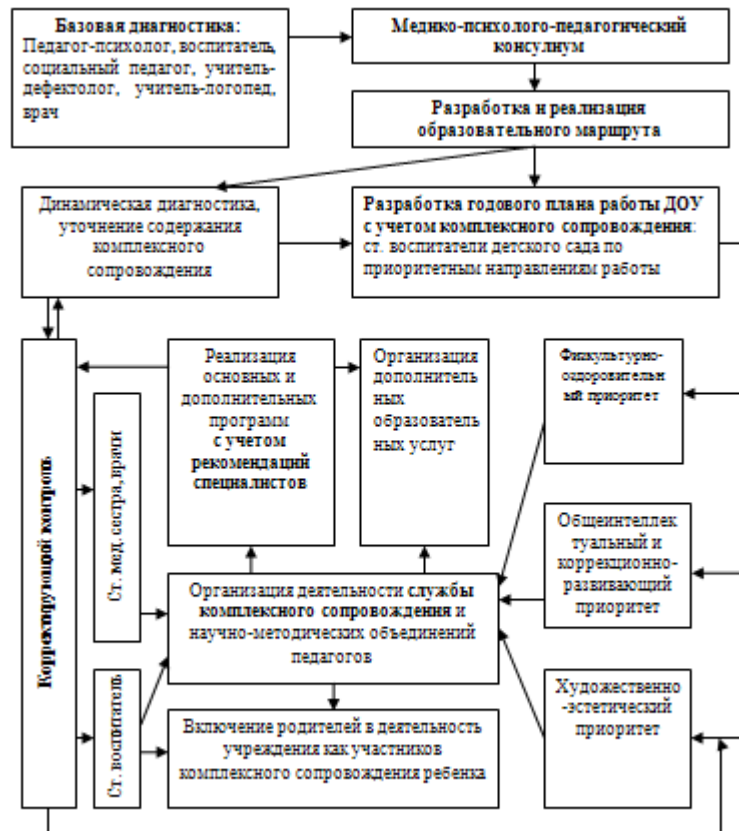 Базовая диагностика:
Педагог-психолог, воспитатель,
социальный педагог, учитель-
дефектолог, учитель-логопед,
врач
Медико-психолого-педагогический
консулиум
Разработка и реализация
образовательного маршрута
Динамическая диагностика,
уточнение содержания
комплексного
сопровождения
Разработка годового плана работы ДОУ
с учетом комплексного сопровождения:
ст. воспитатели детского сада по
приоритетным направлениям работы
Корректирующий контроль
Ст. мед. сестра, врачи
Ст. воспитатель
Реализация
основных и
дополнительных
программ
с учетом
рекомендаций
специалистов
Организация
дополнитель
ных
образователь
ных услуг
Физкультурно-
оздоровительн
ый приоритет
Общеинтеллек
туальный и
коррекционно-
развивающий
приоритет
Организация деятельности службы
комплексного сопровождения и
научно-методических объединений
педагогов
Художественно
-эстетический
приоритет
Включение родителей в деятельность
учреждения как участников
комплексного сопровождения ребенка